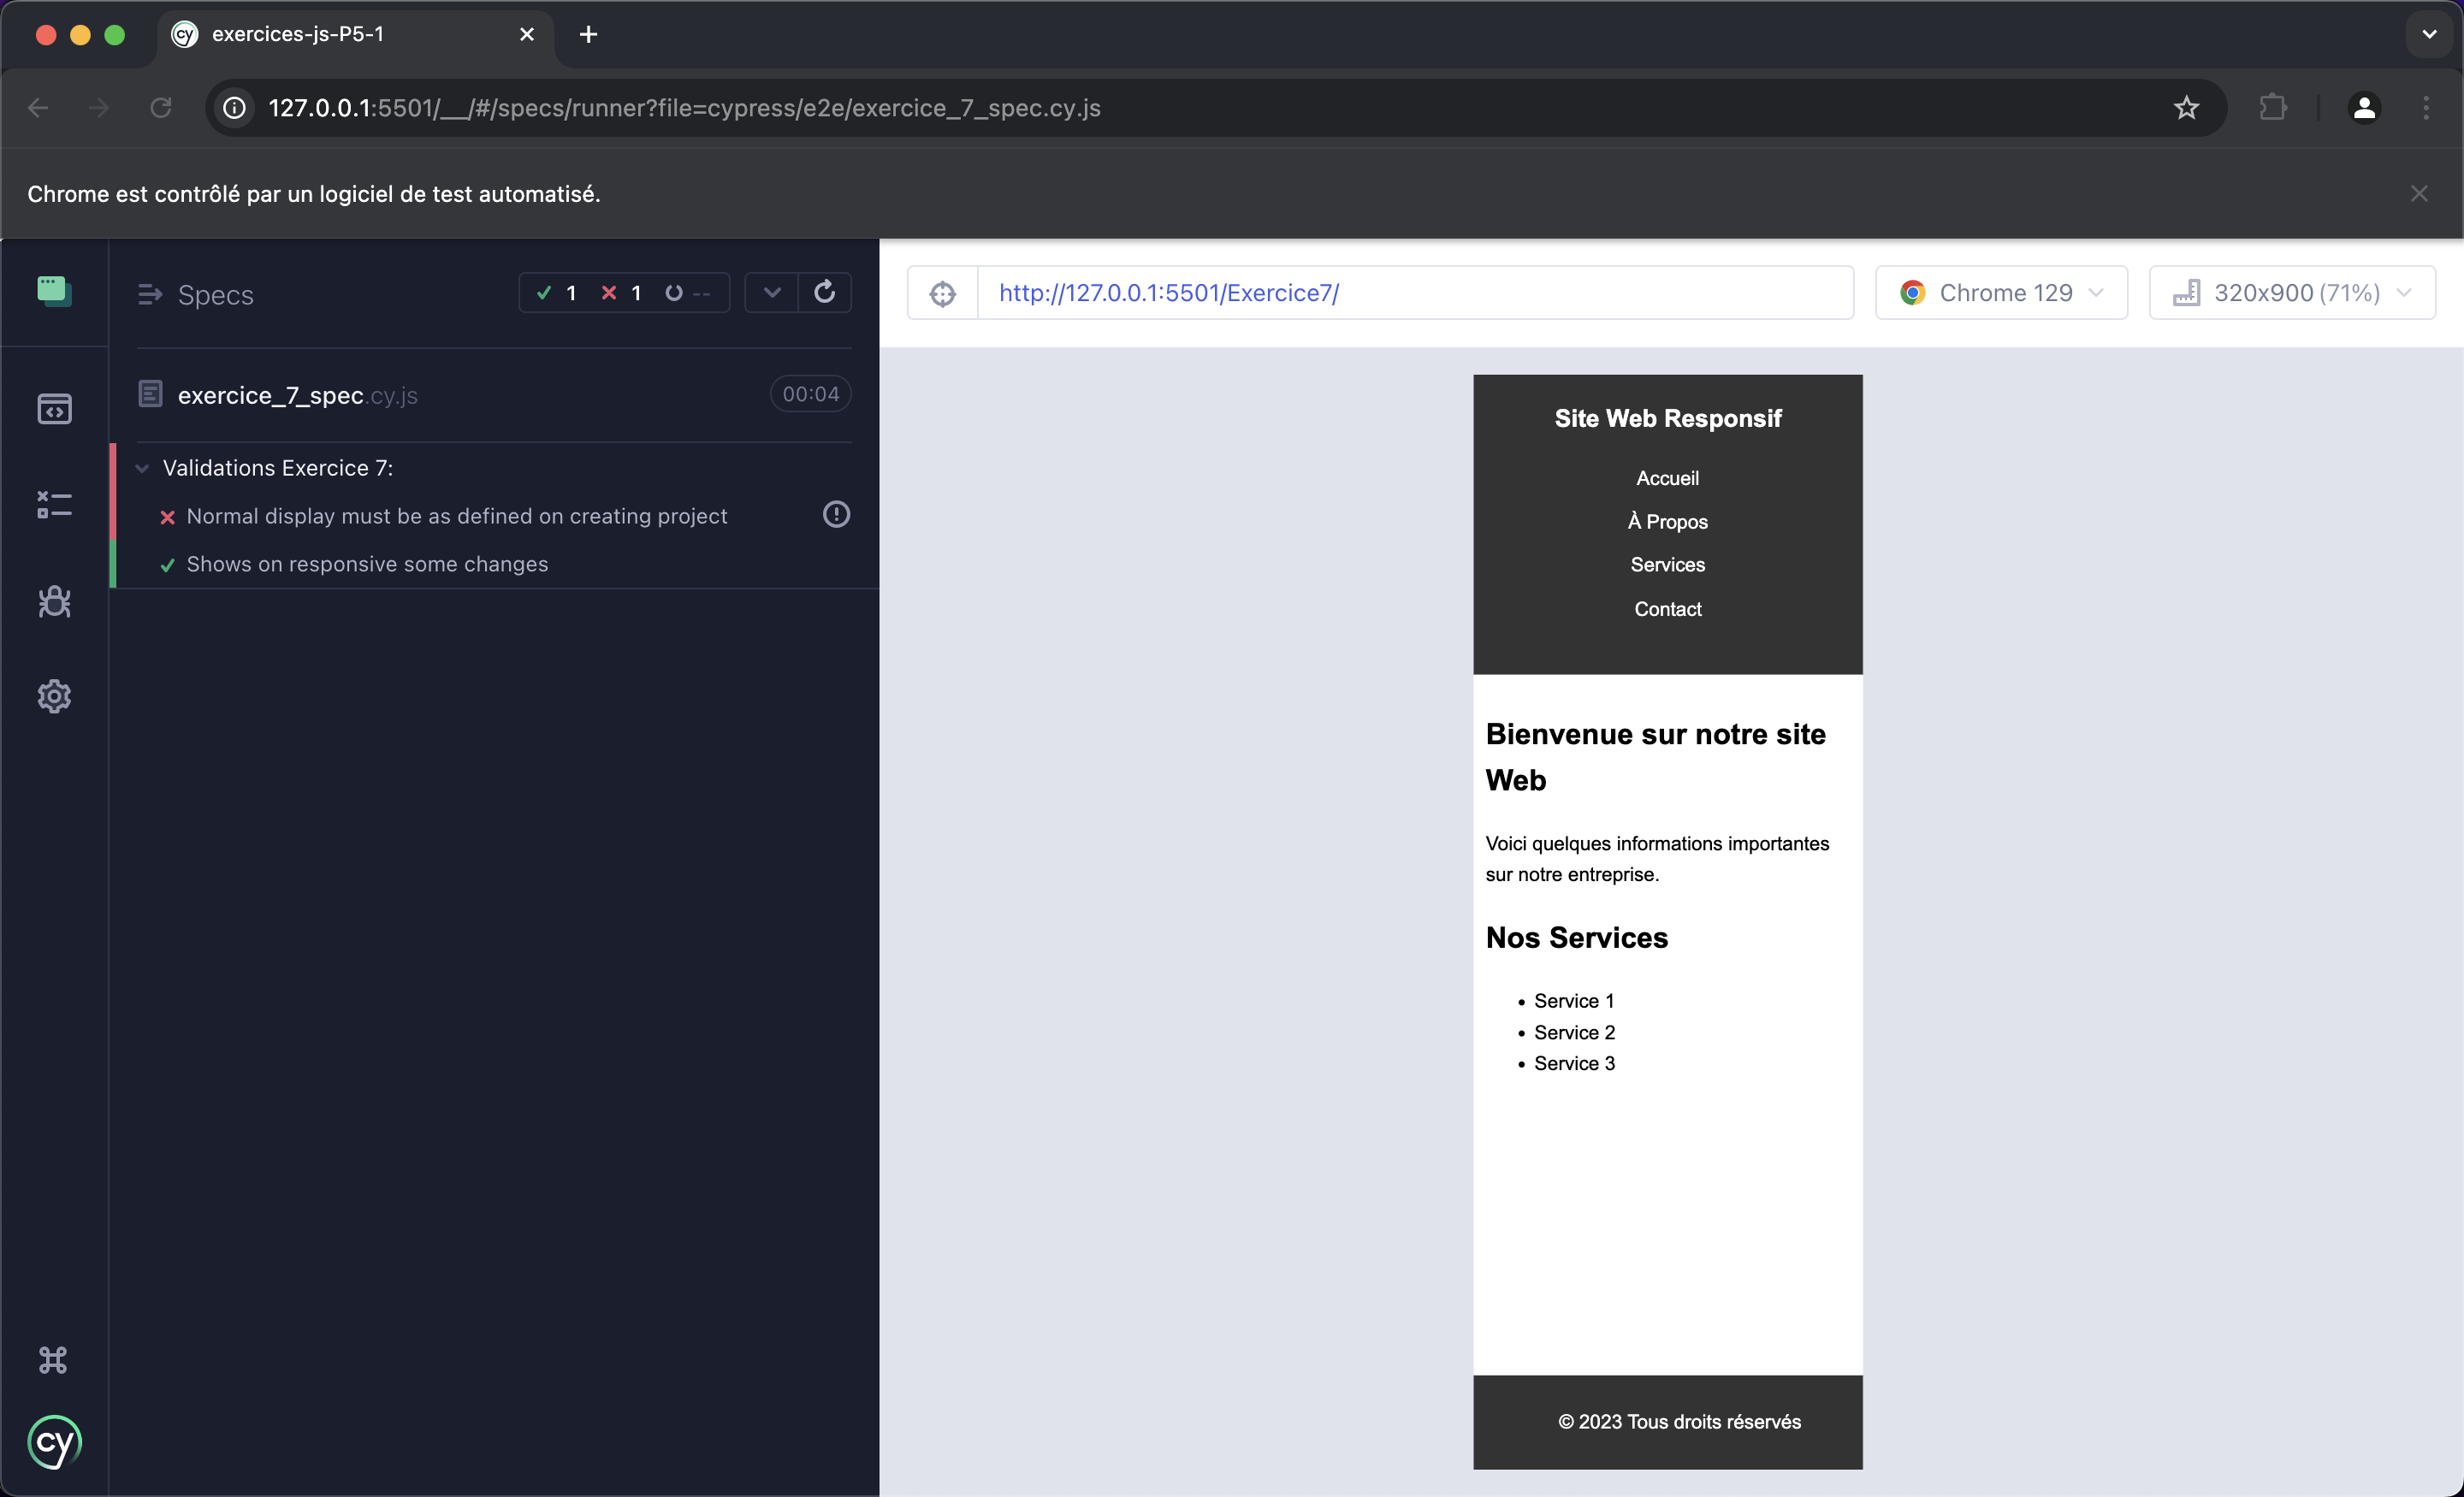 exercices-js-P5-1
127.0.0.1:5501/__/#/specs/runner?file=cypress/e2e/exercice_7_spec.cy.js
Chrome est contrôlé par un logiciel de test automatisé.
Specs
1 1 --
http://127.0.0.1:5501/Exercice7/
Chrome 129
320x900 (71%)
exercice_7_spec.cy.js
00:04
Validations Exercice 7:
Normal display must be as defined on creating project
Shows on responsive some changes
cy
Site Web Responsif
Accueil
À Propos
Services
Contact
Bienvenue sur notre site
Web
Voici quelques informations importantes
sur notre entreprise.
Nos Services
Service 1
Service 2
Service 3
© 2023 Tous droits réservés